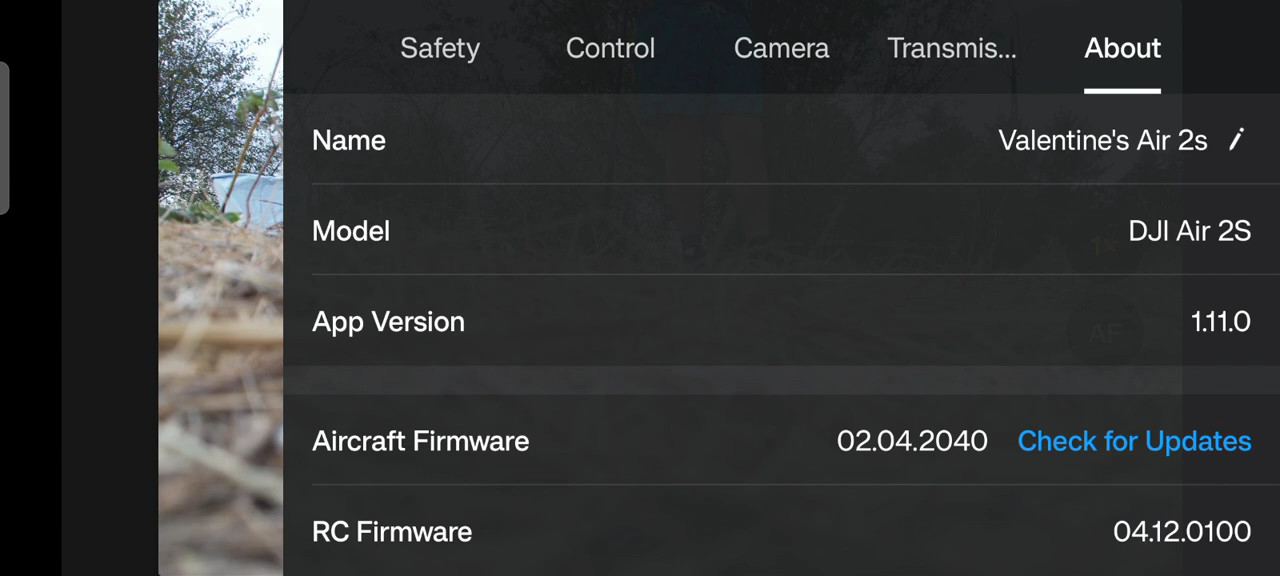 Safety Control Camera Transmis... About
Name Valentine's Air 2s
Model DJI Air 2S
App Version 1.11.0
AF
Aircraft Firmware 02.04.2040 Check for Updates
RC Firmware 04.12.0100